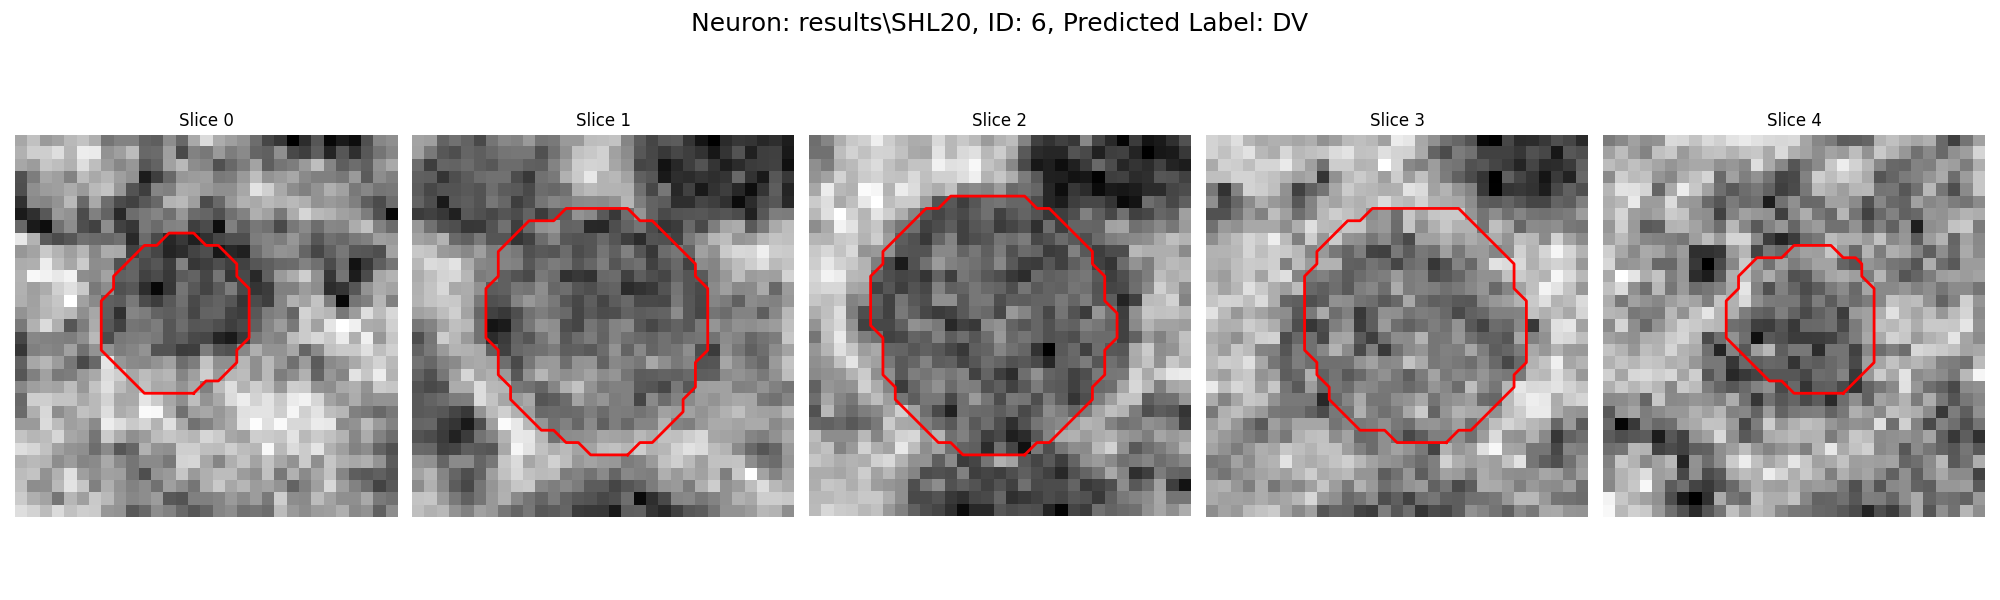 Neuron: results\SHL20, ID: 6, Predicted Label: DV
Slice 0
Slice 1
Slice 2
Slice 3
Slice 4